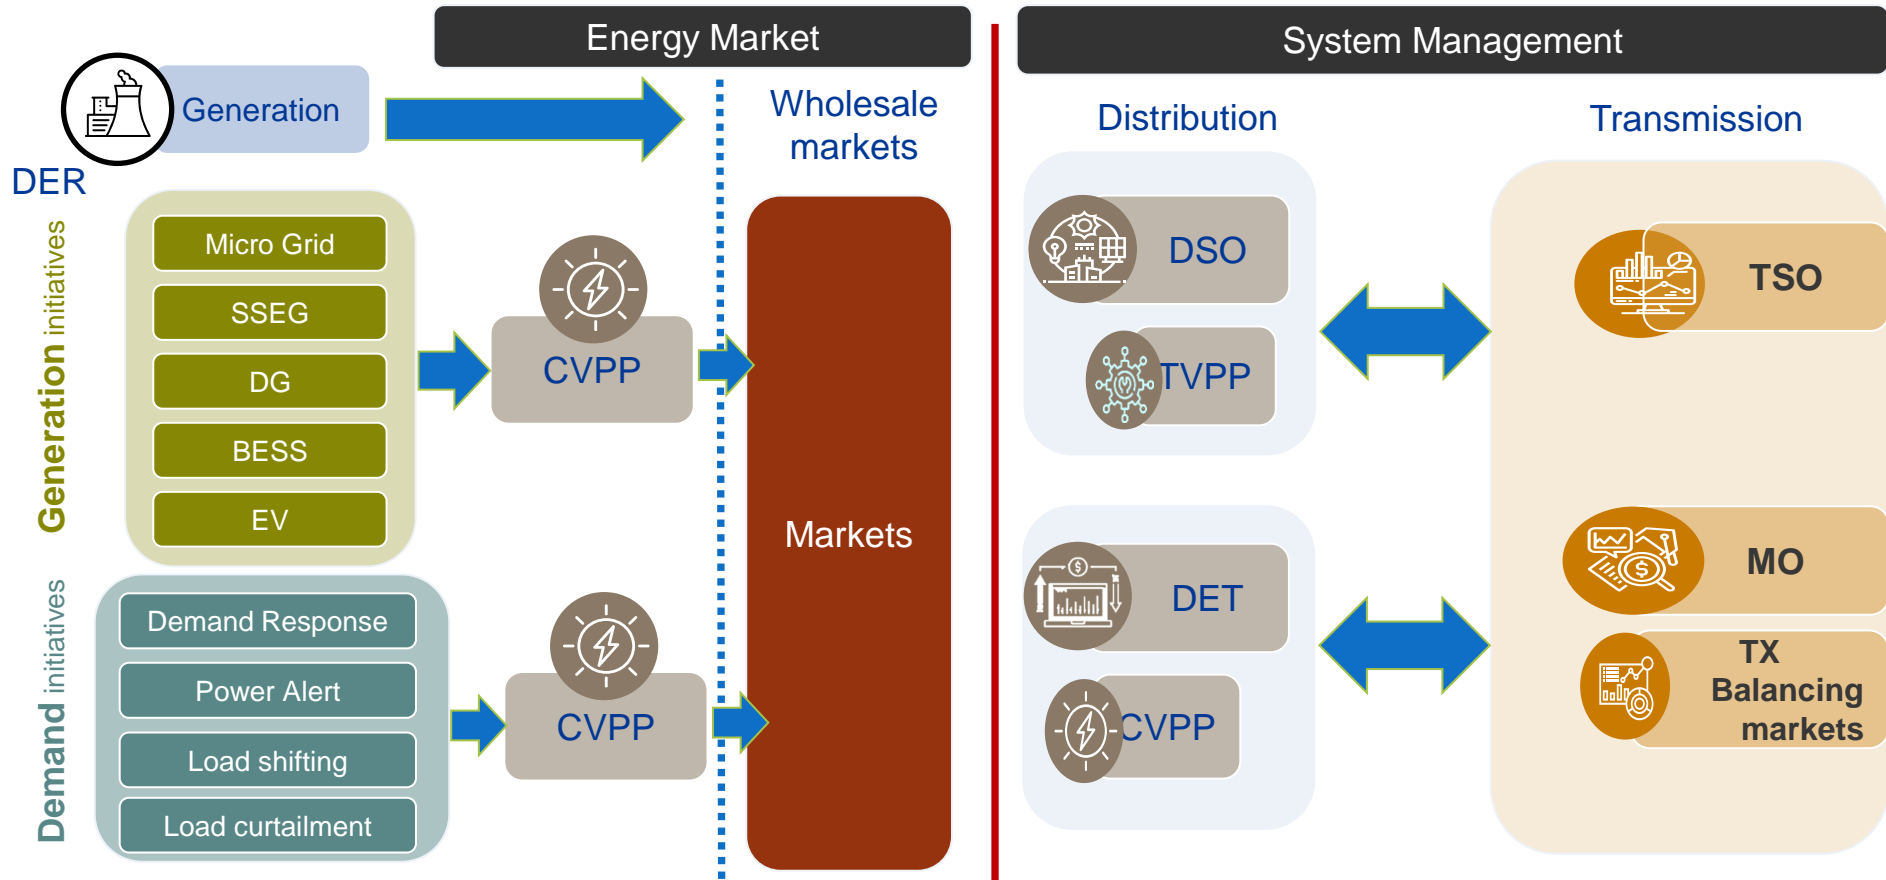 Energy Market
System Management
Generation
Wholesale
markets
Distribution
Transmission
DER
Generation initiatives
Micro Grid
SSEG
DG
BESS
EV
CVPP
Demand initiatives
Demand Response
Power Alert
Load shifting
Load curtailment
CVPP
Markets
DSO
TVPP
DET
CVPP
TSO
MO
TX
Balancing
markets